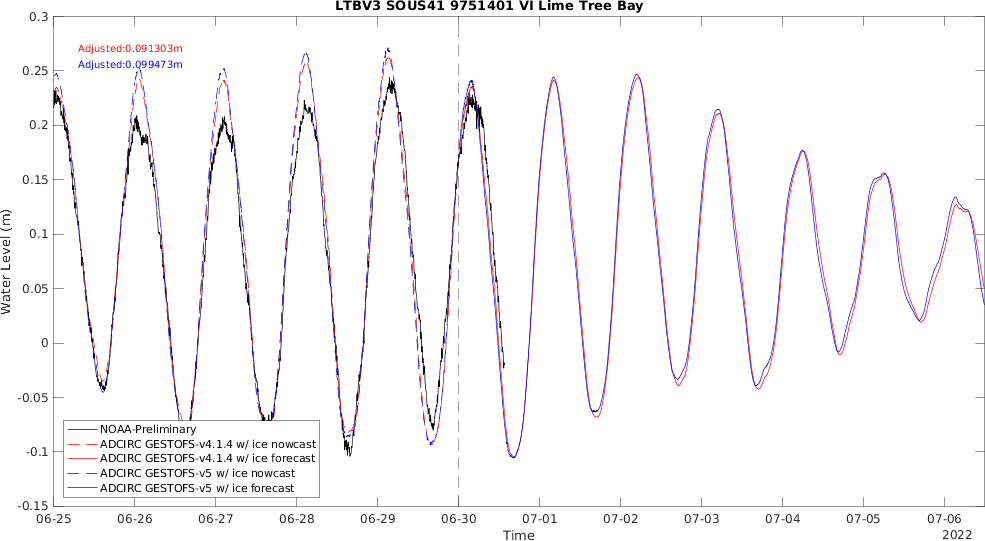 LTBV3 SOUS41 9751401 VI Lime Tree Bay
0.3
Adjusted:0.091303m
Adjusted:0.099473m
0.25
0.2
0.15
0.1
0.05
0
-0.05
-0.1
-0.15
Water Level (m)
NOAA-Preliminary
ADCIRC GESTOFS-v4.1.4 w/ ice nowcast
ADCIRC GESTOFS-v4.1.4 w/ ice forecast
ADCIRC GESTOFS-v5 w/ ice nowcast
ADCIRC GESTOFS-v5 w/ ice forecast
06-25 06-26 06-27 06-28 06-29 06-30 07-01 07-02 07-03 07-04 07-05 07-06
Time
2022